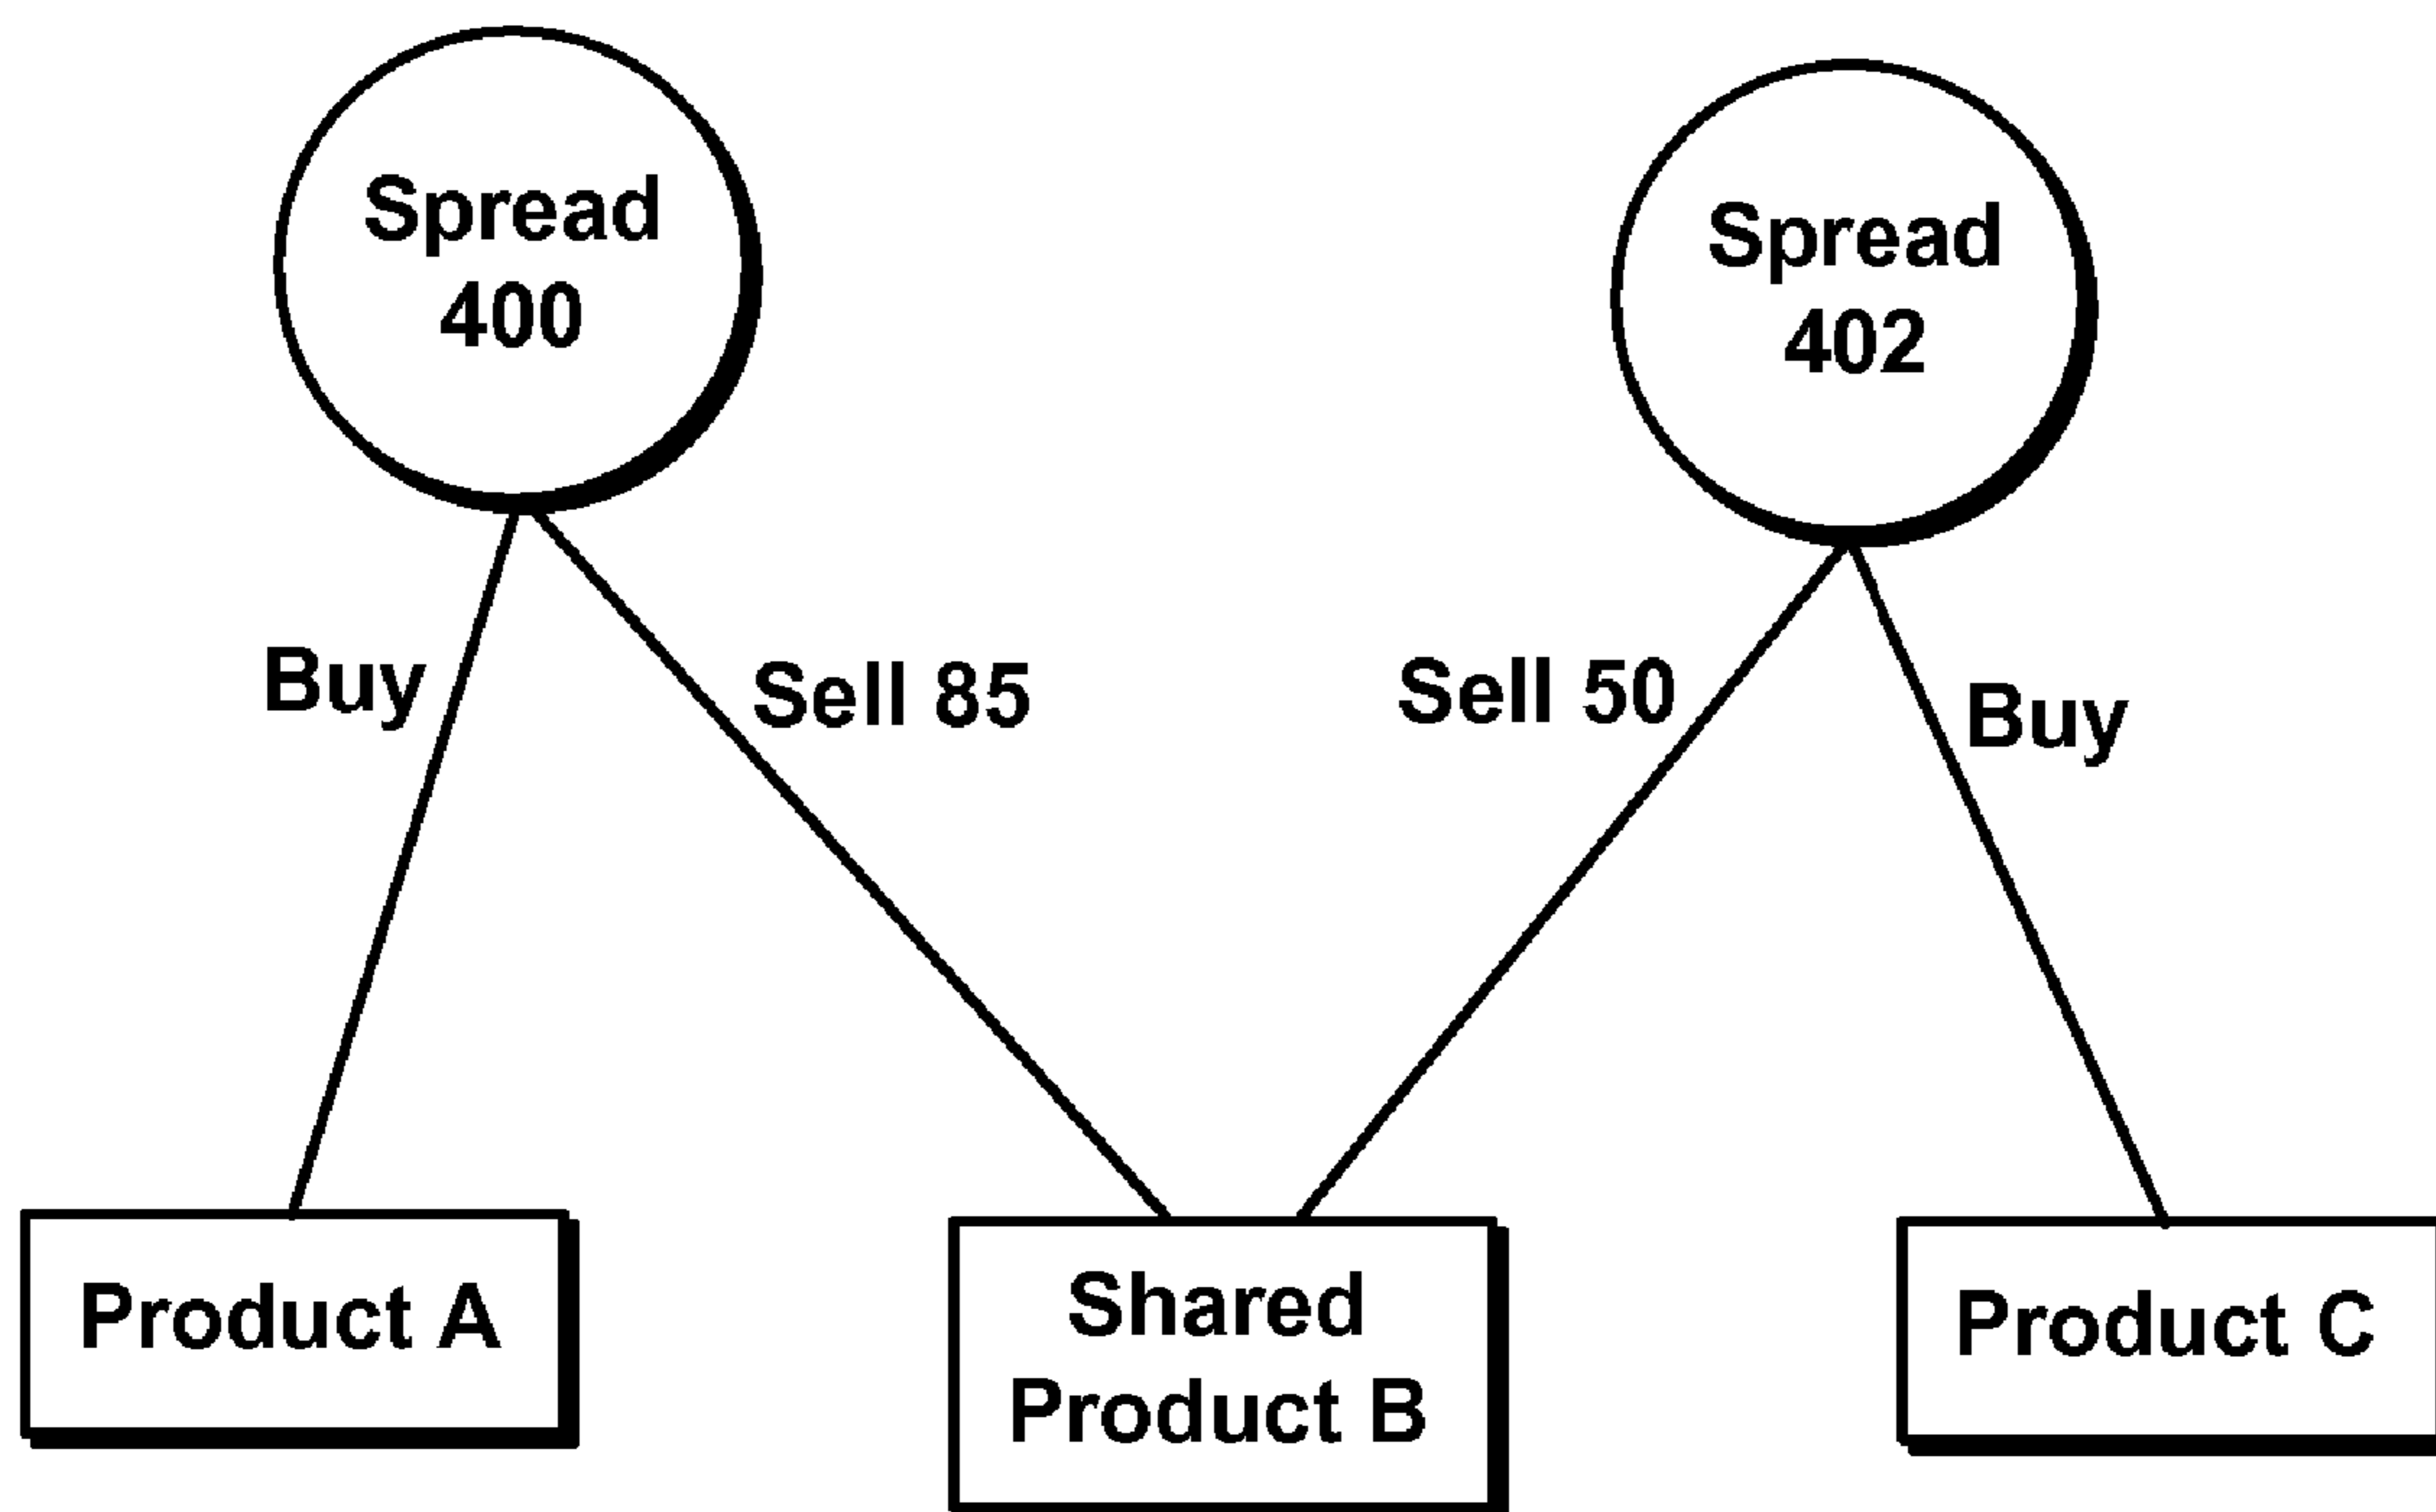 Spread
400
Spread
402
Buy
Sell 85
Sell 50
Buy
Product A
Shared
Product B
Product C